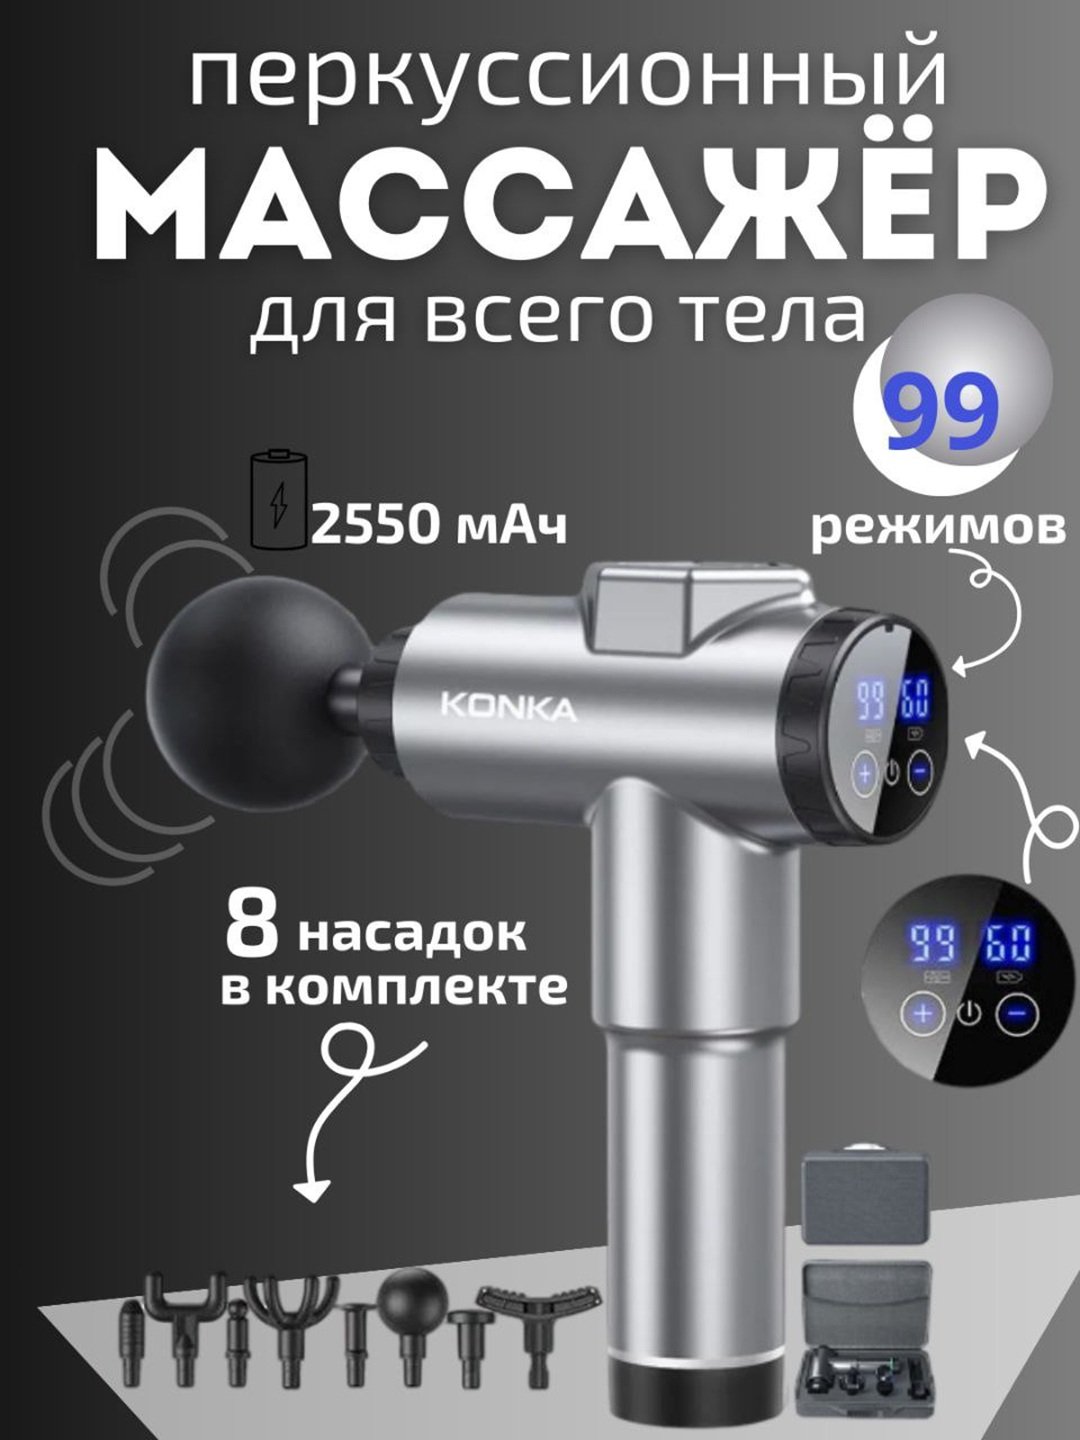 перкуссионный
МАССАЖЁР
для всего тела
99
режимов
2550 мАч
KONKA
99 60
+ −
8 насадок
в комплекте
99 60
+ −